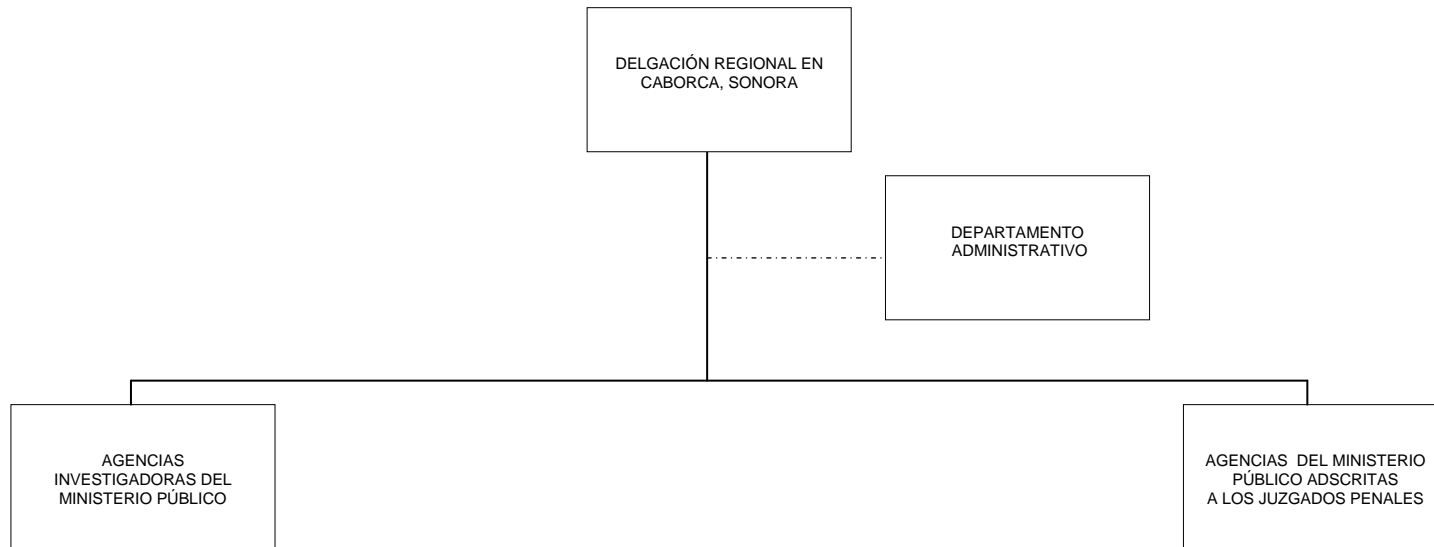 DELGACIÓN REGIONAL EN
CABORCA, SONORA
DEPARTAMENTO
ADMINISTRATIVO
AGENCIAS
INVESTIGADORAS DEL
MINISTERIO PÚBLICO
AGENCIAS DEL MINISTERIO
PÚBLICO ADSCRITAS
A LOS JUZGADOS PENALES